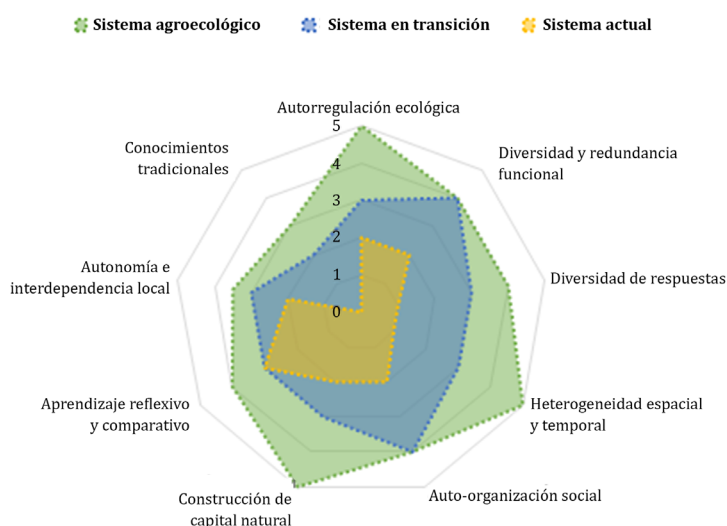 Sistema agroecológico Sistema en transición Sistema actual
Autorregulación ecológica
5
4
3
2
1
0
Diversidad y redundancia
funcional
Diversidad de respuestas
Heterogeneidad espacial
y temporal
Auto-organización social
Construcción de
capital natural
Aprendizaje reflexivo
y comparativo
Autonomía e
interdependencia local
Conocimientos
tradicionales